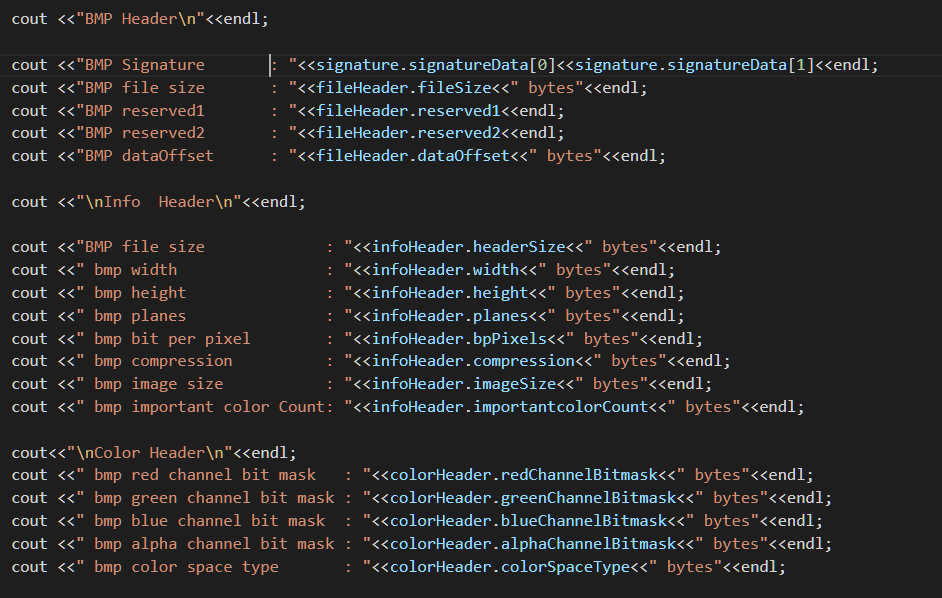 cout <<"BMP Header\n"<<endl;
cout <<"BMP Signature       : "<<signature.signatureData[0]<<signature.signatureData[1]<<endl;
cout <<"BMP file size       : "<<fileHeader.fileSize<<" bytes"<<endl;
cout <<"BMP reserved1       : "<<fileHeader.reserved1<<endl;
cout <<"BMP reserved2       : "<<fileHeader.reserved2<<endl;
cout <<"BMP dataOffset      : "<<fileHeader.dataOffset<<" bytes"<<endl;
cout <<"\nInfo  Header\n"<<endl;
cout <<"BMP file size             : "<<infoHeader.headerSize<<" bytes"<<endl;
cout <<" bmp width                : "<<infoHeader.width<<" bytes"<<endl;
cout <<" bmp height               : "<<infoHeader.height<<" bytes"<<endl;
cout <<" bmp planes               : "<<infoHeader.planes<<" bytes"<<endl;
cout <<" bmp bit per pixel        : "<<infoHeader.bpPixels<<" bytes"<<endl;
cout <<" bmp compression          : "<<infoHeader.compression<<" bytes"<<endl;
cout <<" bmp image size           : "<<infoHeader.imageSize<<" bytes"<<endl;
cout <<" bmp important color Count: "<<infoHeader.importantcolorCount<<" bytes"<<endl;
cout<<"\nColor Header\n"<<endl;
cout <<" bmp red channel bit mask   : "<<colorHeader.redChannelBitmask<<" bytes"<<endl;
cout <<" bmp green channel bit mask : "<<colorHeader.greenChannelBitmask<<" bytes"<<endl;
cout <<" bmp blue channel bit mask  : "<<colorHeader.blueChannelBitmask<<" bytes"<<endl;
cout <<" bmp alpha channel bit mask : "<<colorHeader.alphaChannelBitmask<<" bytes"<<endl;
cout <<" bmp color space type       : "<<colorHeader.colorSpaceType<<" bytes"<<endl;